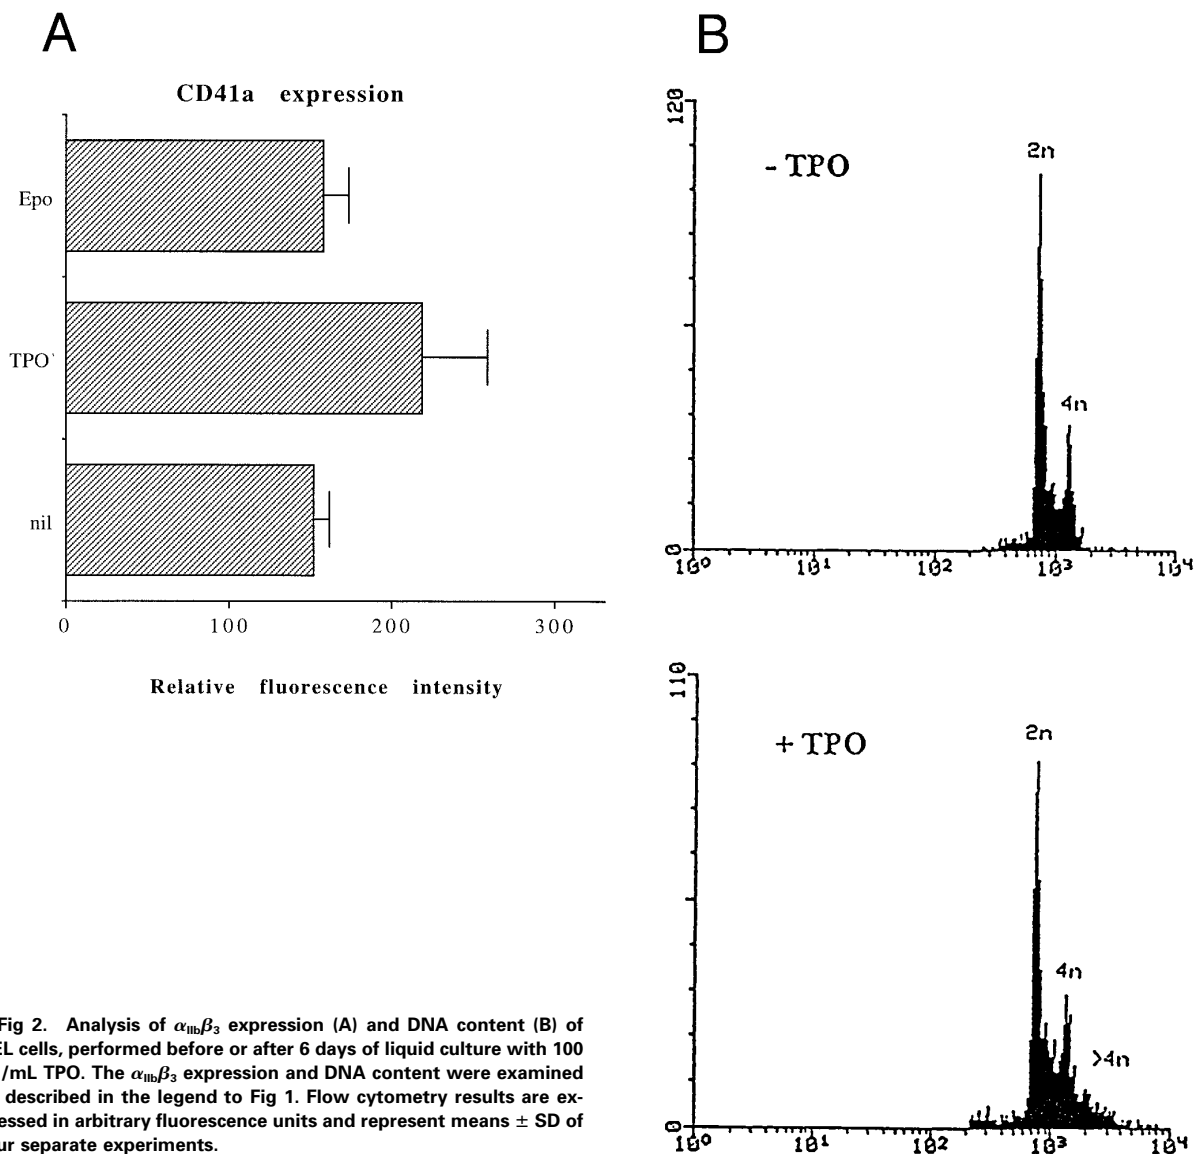 A
CD41a expression
Epo
TPO
nil
0 100 200 300
Relative fluorescence intensity
B
120
- TPO
2n
4n
0
10⁰ 10¹ 10² 10³ 10⁴
110
+ TPO
2n
4n
>4n
0
10⁰ 10¹ 10² 10³ 10⁴
Fig 2. Analysis of αIIbβ3 expression (A) and DNA content (B) of
EL cells, performed before or after 6 days of liquid culture with 100
/mL TPO. The αIIbβ3 expression and DNA content were examined
described in the legend to Fig 1. Flow cytometry results are ex-
essed in arbitrary fluorescence units and represent means ± SD of
ur separate experiments.